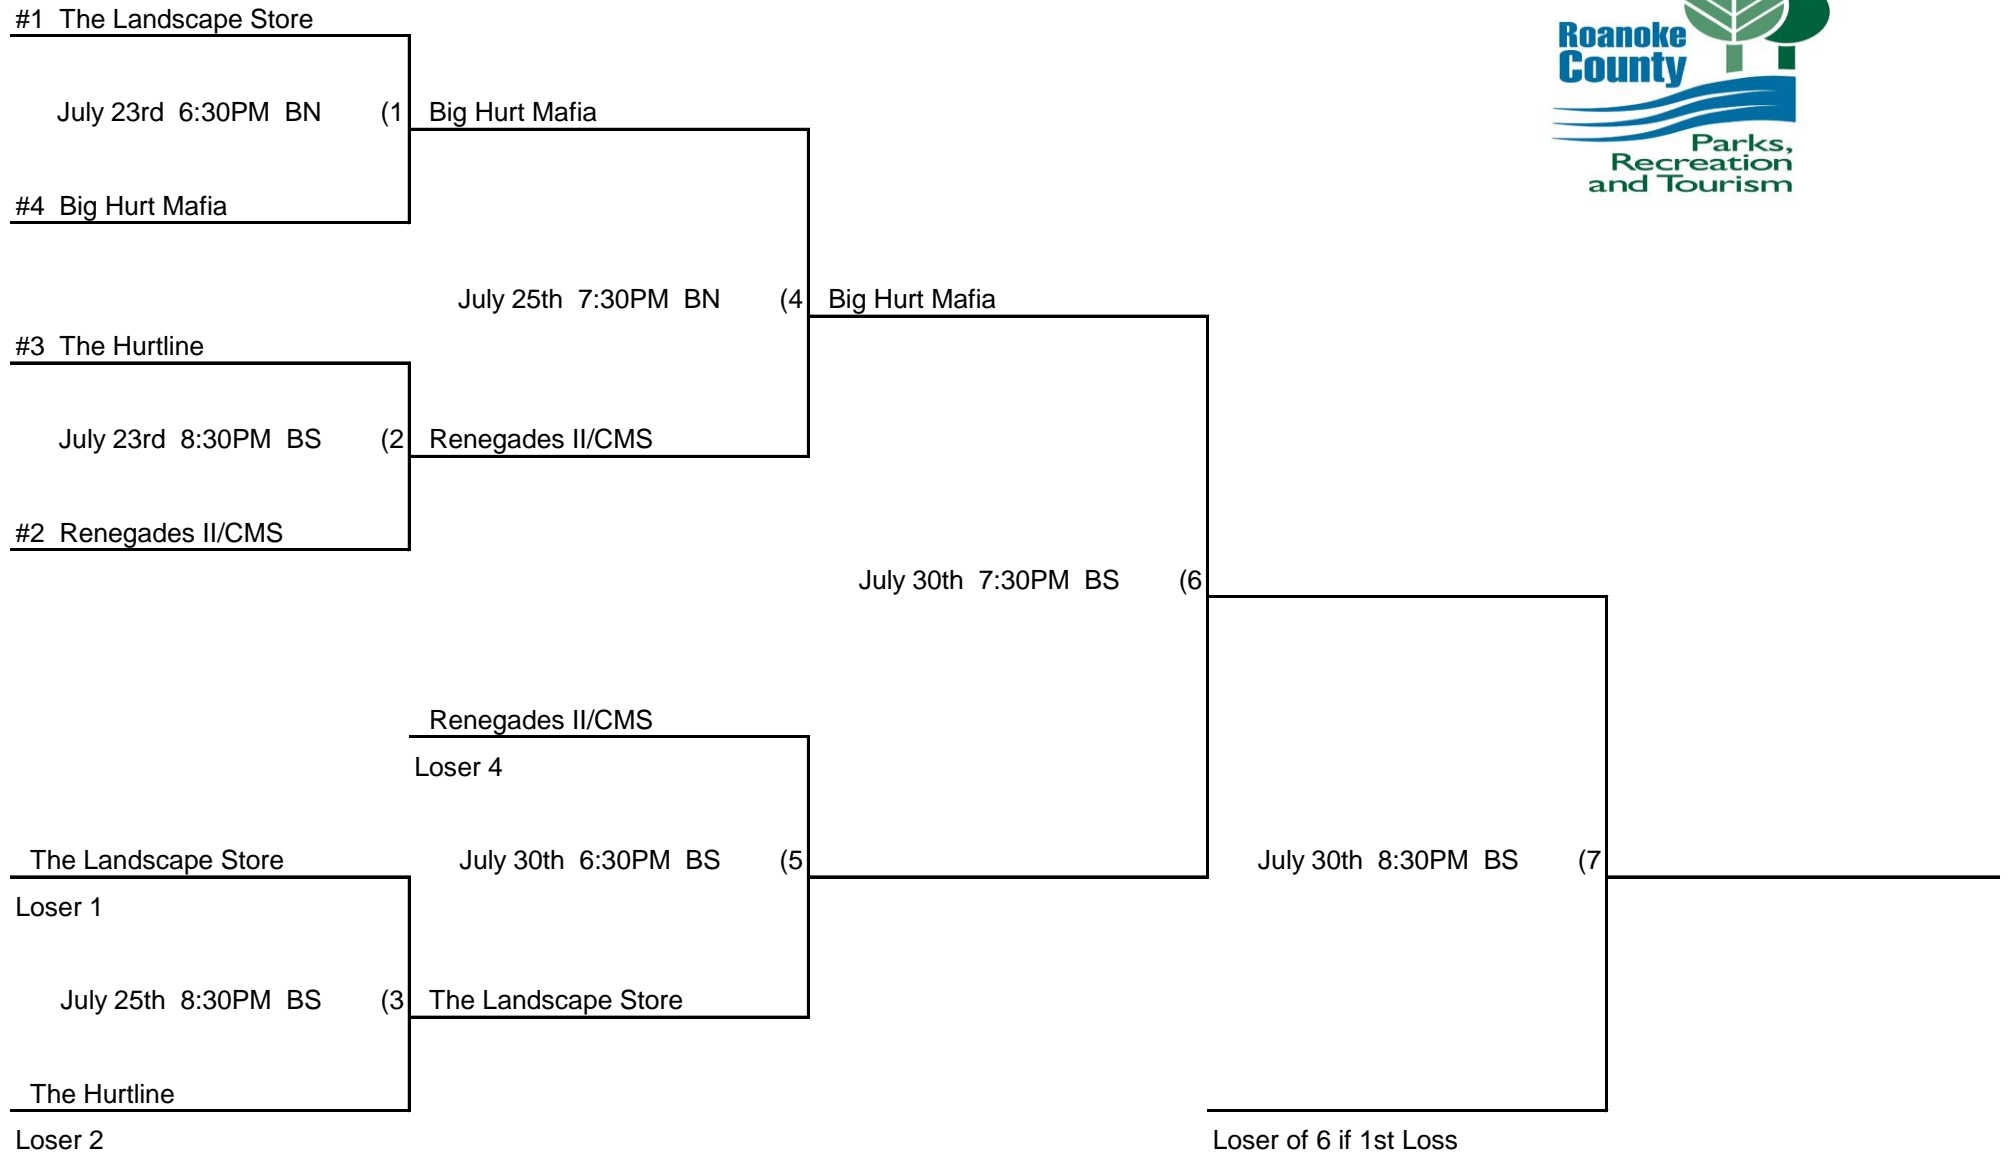 #1 The Landscape Store
Roanoke
County
Parks,
Recreation
and Tourism
July 23rd 6:30PM BN (1 Big Hurt Mafia
#4 Big Hurt Mafia
July 25th 7:30PM BN (4 Big Hurt Mafia
#3 The Hurtline
July 23rd 8:30PM BS (2 Renegades II/CMS
#2 Renegades II/CMS
July 30th 7:30PM BS (6
Renegades II/CMS
Loser 4
The Landscape Store July 30th 6:30PM BS (5 July 30th 8:30PM BS (7
Loser 1
July 25th 8:30PM BS (3 The Landscape Store
The Hurtline
Loser 2 Loser of 6 if 1st Loss